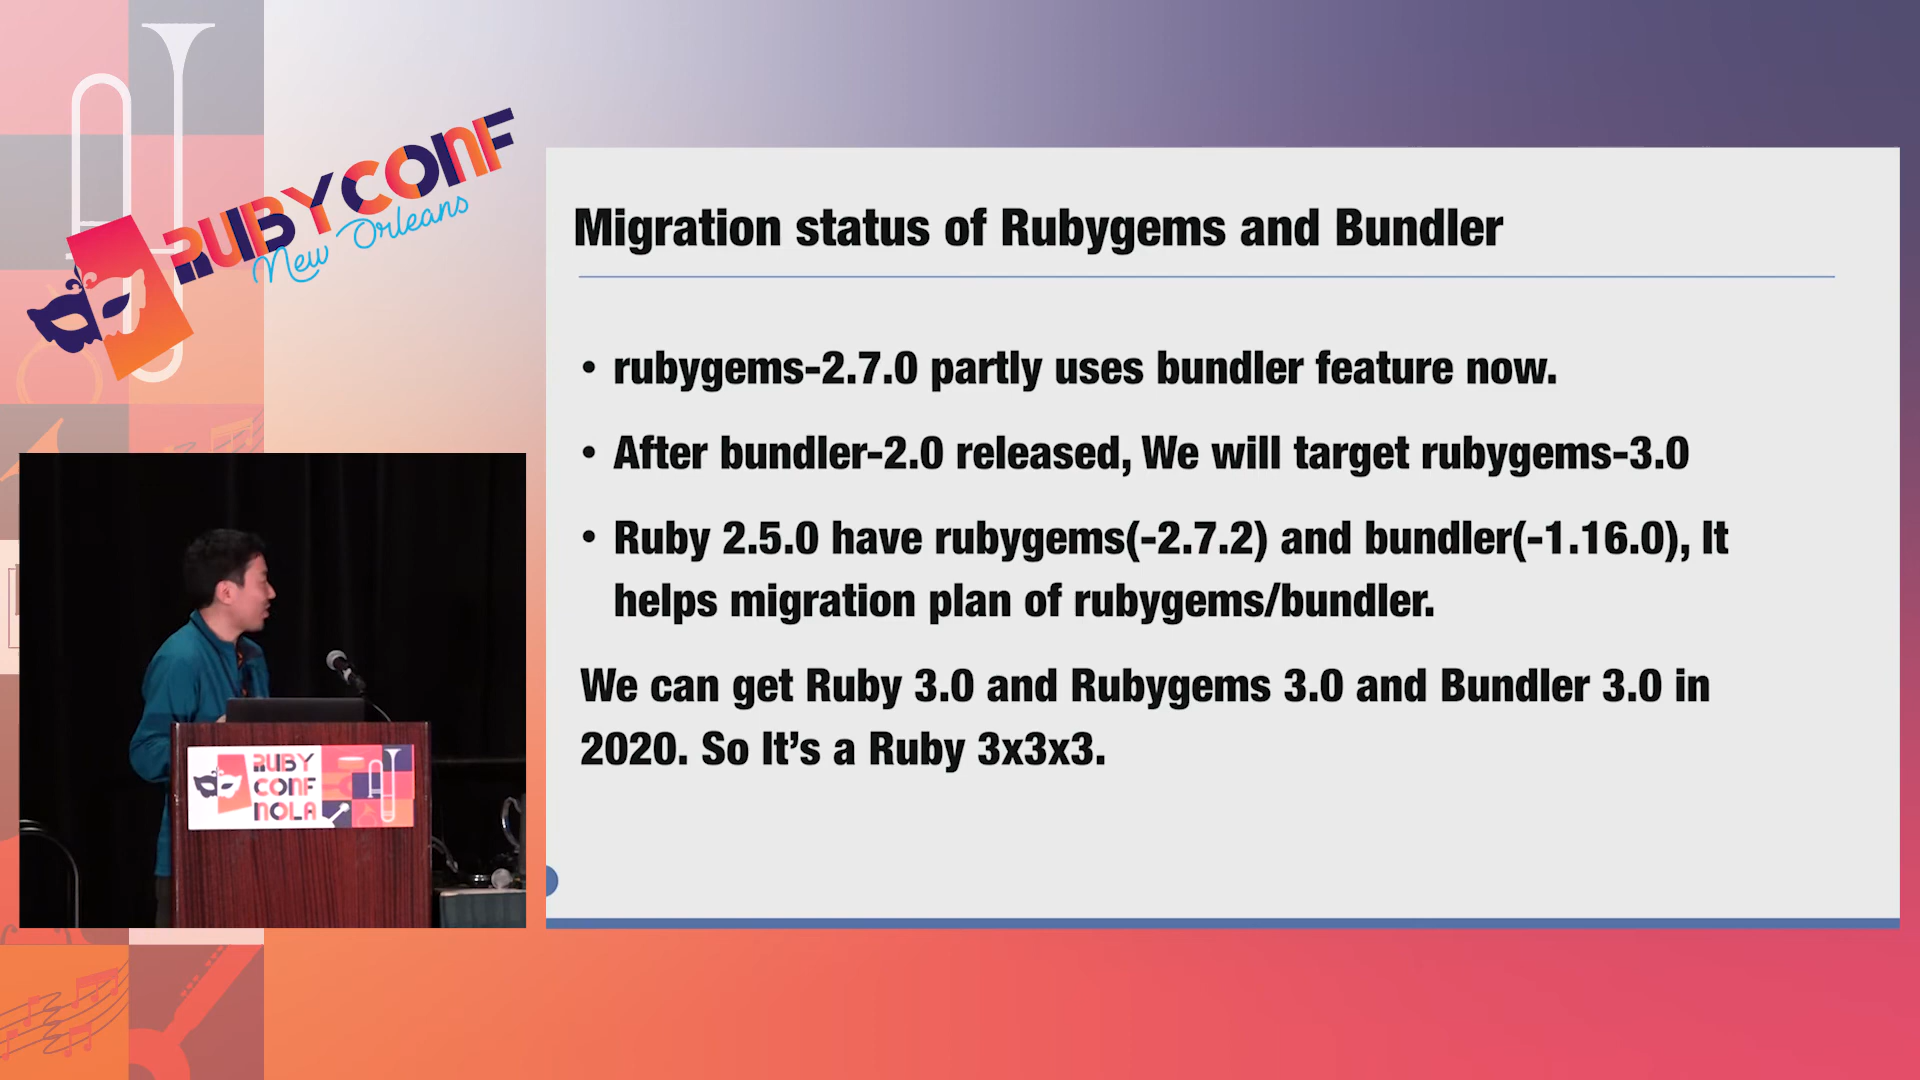 RUBYCONF
New Orleans
Migration status of Rubygems and Bundler
• rubygems-2.7.0 partly uses bundler feature now.
• After bundler-2.0 released, We will target rubygems-3.0
• Ruby 2.5.0 have rubygems(-2.7.2) and bundler(-1.16.0), It
helps migration plan of rubygems/bundler.
We can get Ruby 3.0 and Rubygems 3.0 and Bundler 3.0 in
2020. So It’s a Ruby 3x3x3.
RUBY
CONF
NOLA